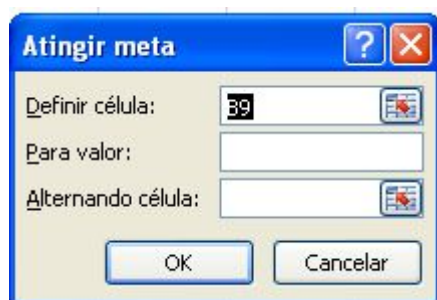 Atingir meta
Definir célula: B9
Para valor:
Alternando célula:
OK Cancelar